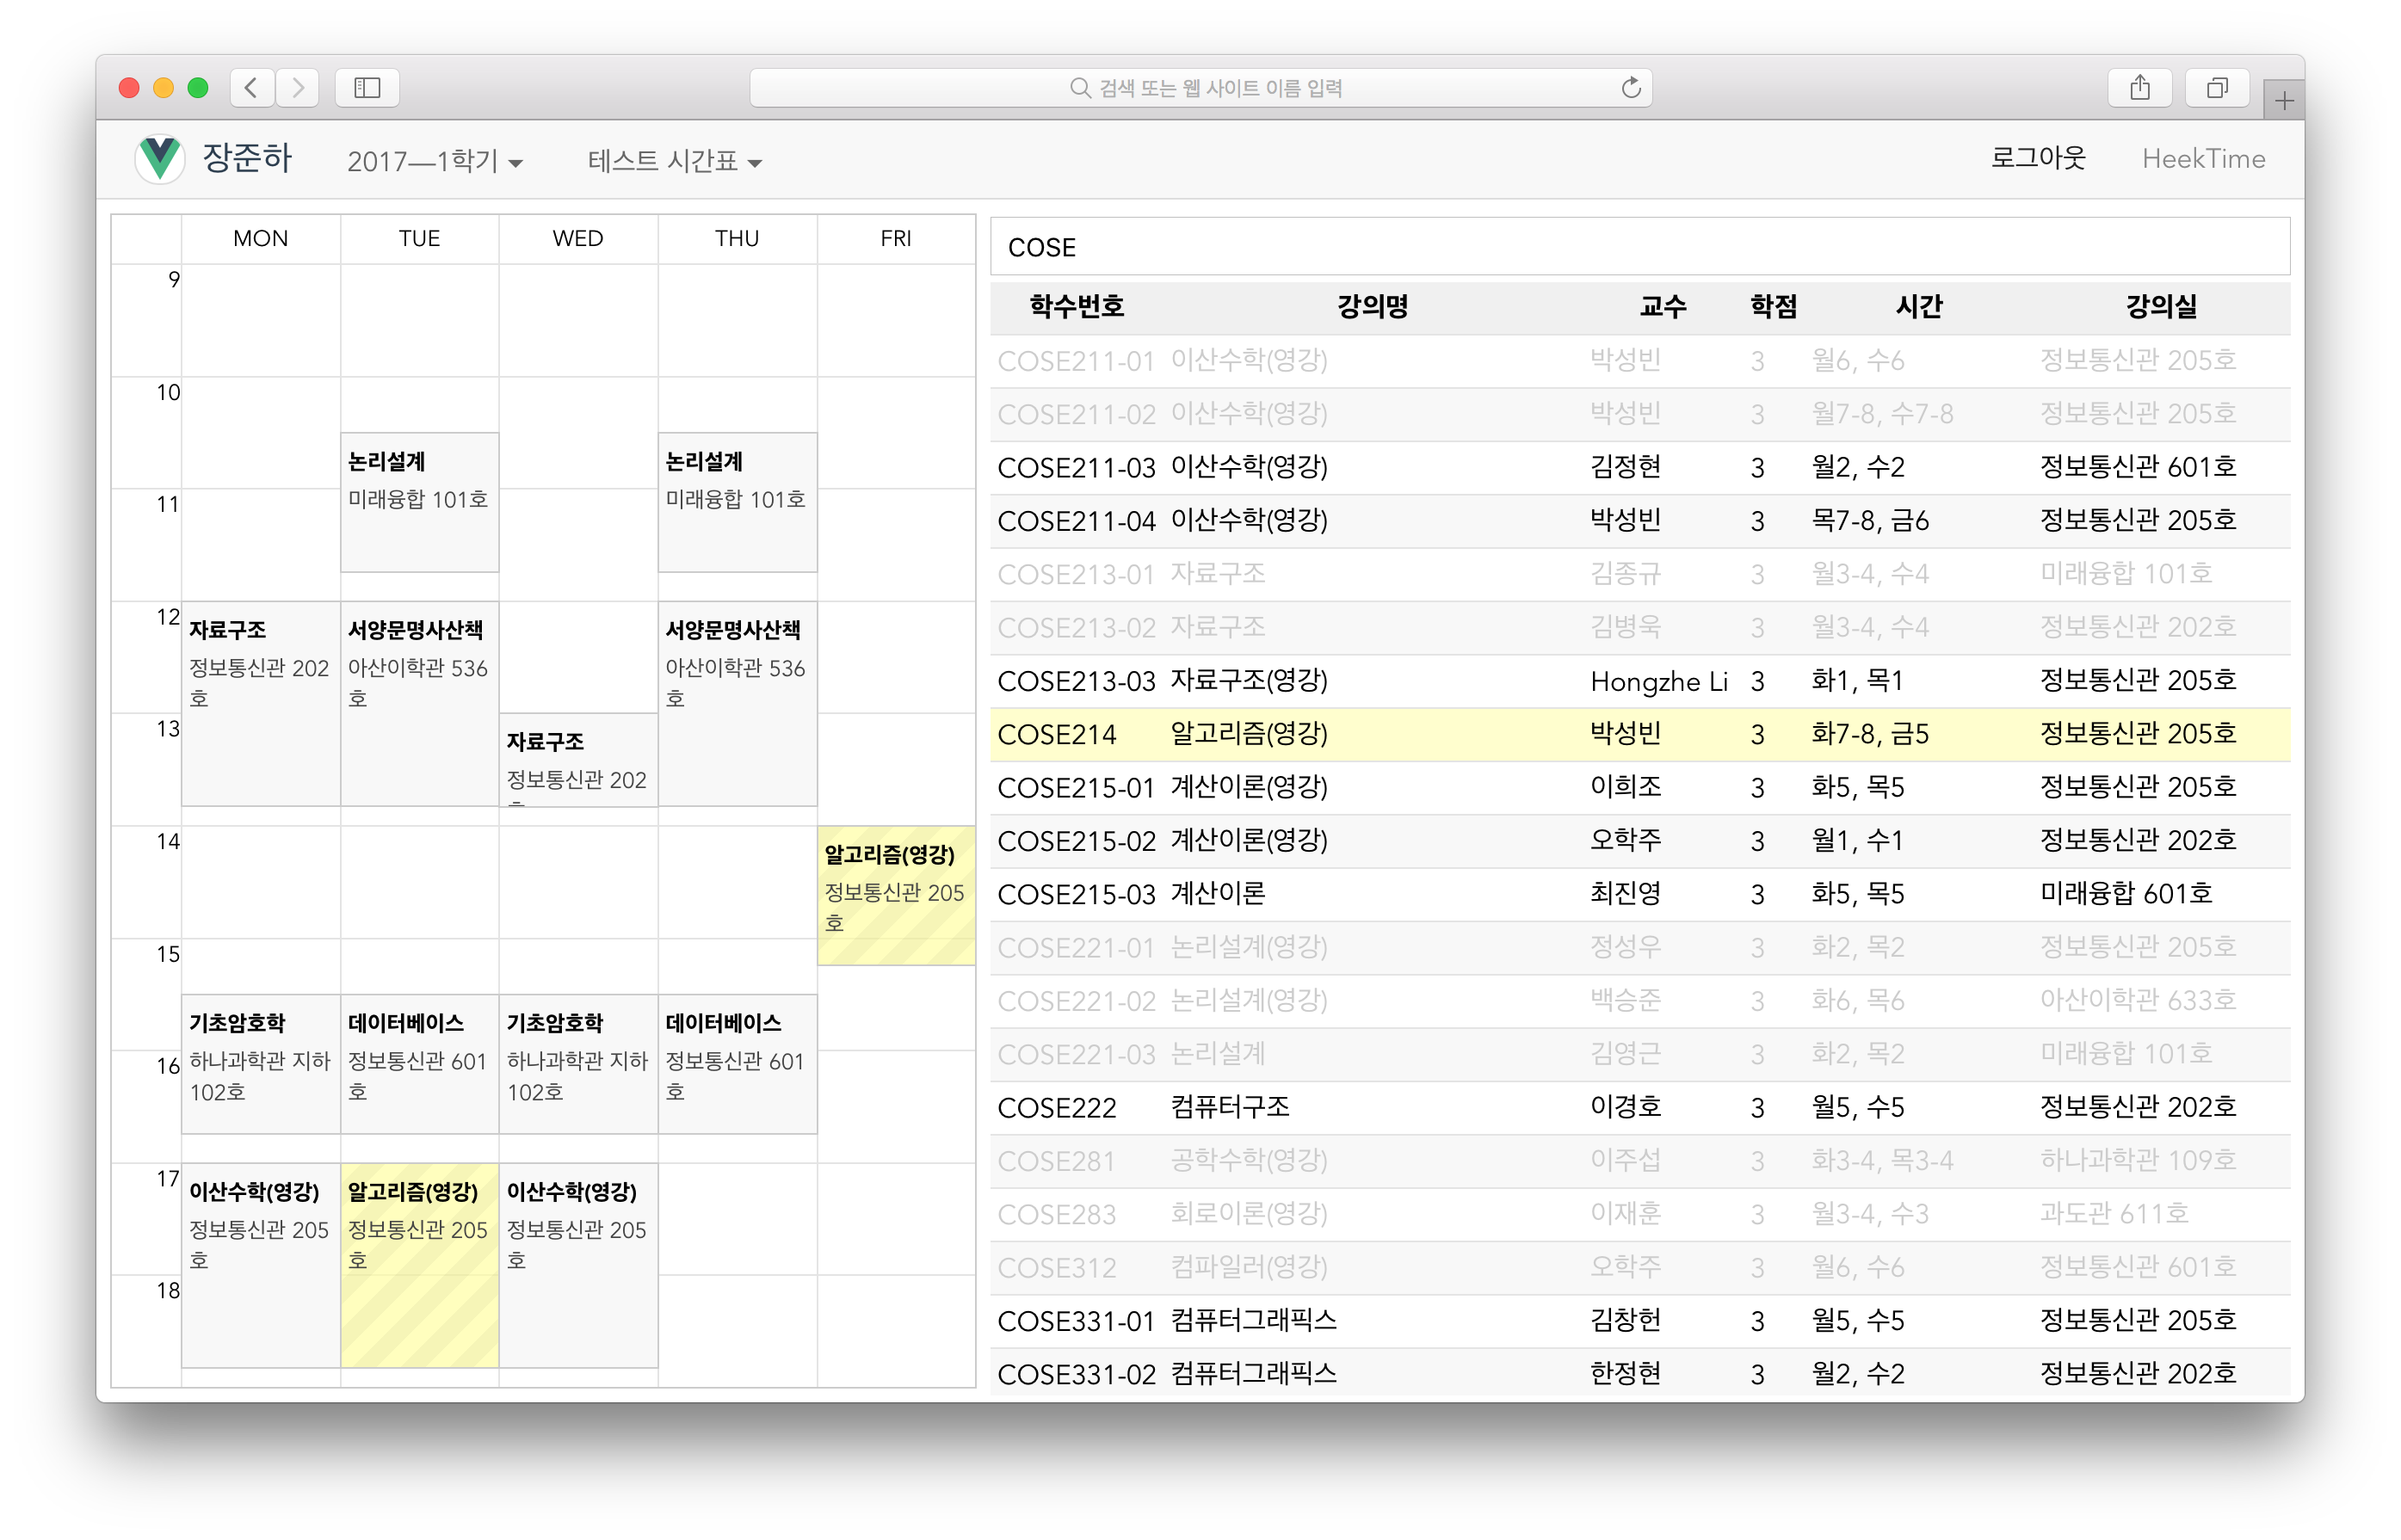 검색 또는 웹 사이트 이름 입력
장준하 2017—1학기 테스트 시간표 로그아웃 HeekTime
MON TUE WED THU FRI
9
10
논리설계 논리설계
미래융합 101호 미래융합 101호
11
12
자료구조 서양문명사산책 서양문명사산책
정보통신관 202 아산이학관 536 아산이학관 536
호 호 호
13
자료구조
정보통신관 202
14
알고리즘(영강)
정보통신관 205
호
15
기초암호학 데이터베이스 기초암호학 데이터베이스
하나과학관 지하 정보통신관 601 하나과학관 지하 정보통신관 601
16
102호 호 102호 호
17
이산수학(영강) 알고리즘(영강) 이산수학(영강)
정보통신관 205 정보통신관 205 정보통신관 205
호 호 호
18
COSE
학수번호 강의명 교수 학점 시간 강의실
COSE211-01 이산수학(영강) 박성빈 3 월6, 수6 정보통신관 205호
COSE211-02 이산수학(영강) 박성빈 3 월7-8, 수7-8 정보통신관 205호
COSE211-03 이산수학(영강) 김정현 3 월2, 수2 정보통신관 601호
COSE211-04 이산수학(영강) 박성빈 3 목7-8, 금6 정보통신관 205호
COSE213-01 자료구조 김종규 3 월3-4, 수4 미래융합 101호
COSE213-02 자료구조 김병욱 3 월3-4, 수4 정보통신관 202호
COSE213-03 자료구조(영강) Hongzhe Li 3 화1, 목1 정보통신관 205호
COSE214 알고리즘(영강) 박성빈 3 화7-8, 금5 정보통신관 205호
COSE215-01 계산이론(영강) 이희조 3 화5, 목5 정보통신관 205호
COSE215-02 계산이론(영강) 오학주 3 월1, 수1 정보통신관 202호
COSE215-03 계산이론 최진영 3 화5, 목5 미래융합 601호
COSE221-01 논리설계(영강) 정성우 3 화2, 목2 정보통신관 205호
COSE221-02 논리설계(영강) 백승준 3 화6, 목6 아산이학관 633호
COSE221-03 논리설계 김영근 3 화2, 목2 미래융합 101호
COSE222 컴퓨터구조 이경호 3 월5, 수5 정보통신관 202호
COSE281 공학수학(영강) 이주섭 3 화3-4, 목3-4 하나과학관 109호
COSE283 회로이론(영강) 이재훈 3 월3-4, 수3 과도관 611호
COSE312 컴파일러(영강) 오학주 3 월6, 수6 정보통신관 601호
COSE331-01 컴퓨터그래픽스 김창헌 3 월5, 수5 정보통신관 205호
COSE331-02 컴퓨터그래픽스 한정현 3 월2, 수2 정보통신관 202호